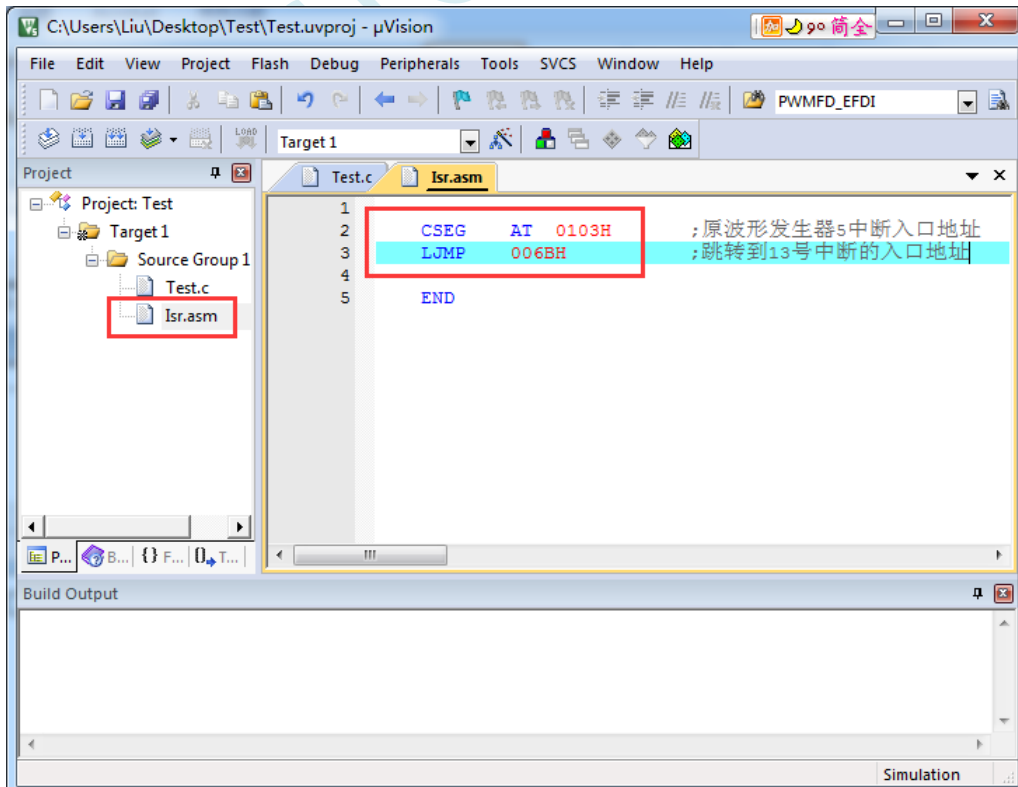 C:\Users\Liu\Desktop\Test\Test.uvproj - µVision
简全
File Edit View Project Flash Debug Peripherals Tools SVCS Window Help
PWMFD_EFDI
LOAD
Target 1
Project
Test.c Isr.asm
Project: Test
Target 1
Source Group 1
Test.c
Isr.asm
1
2 CSEG AT 0103H ;原波形发生器5中断入口地址
3 LJMP 006BH ;跳转到13号中断的入口地址
4
5 END
P... B... {} F... 0 T...
Build Output
Simulation